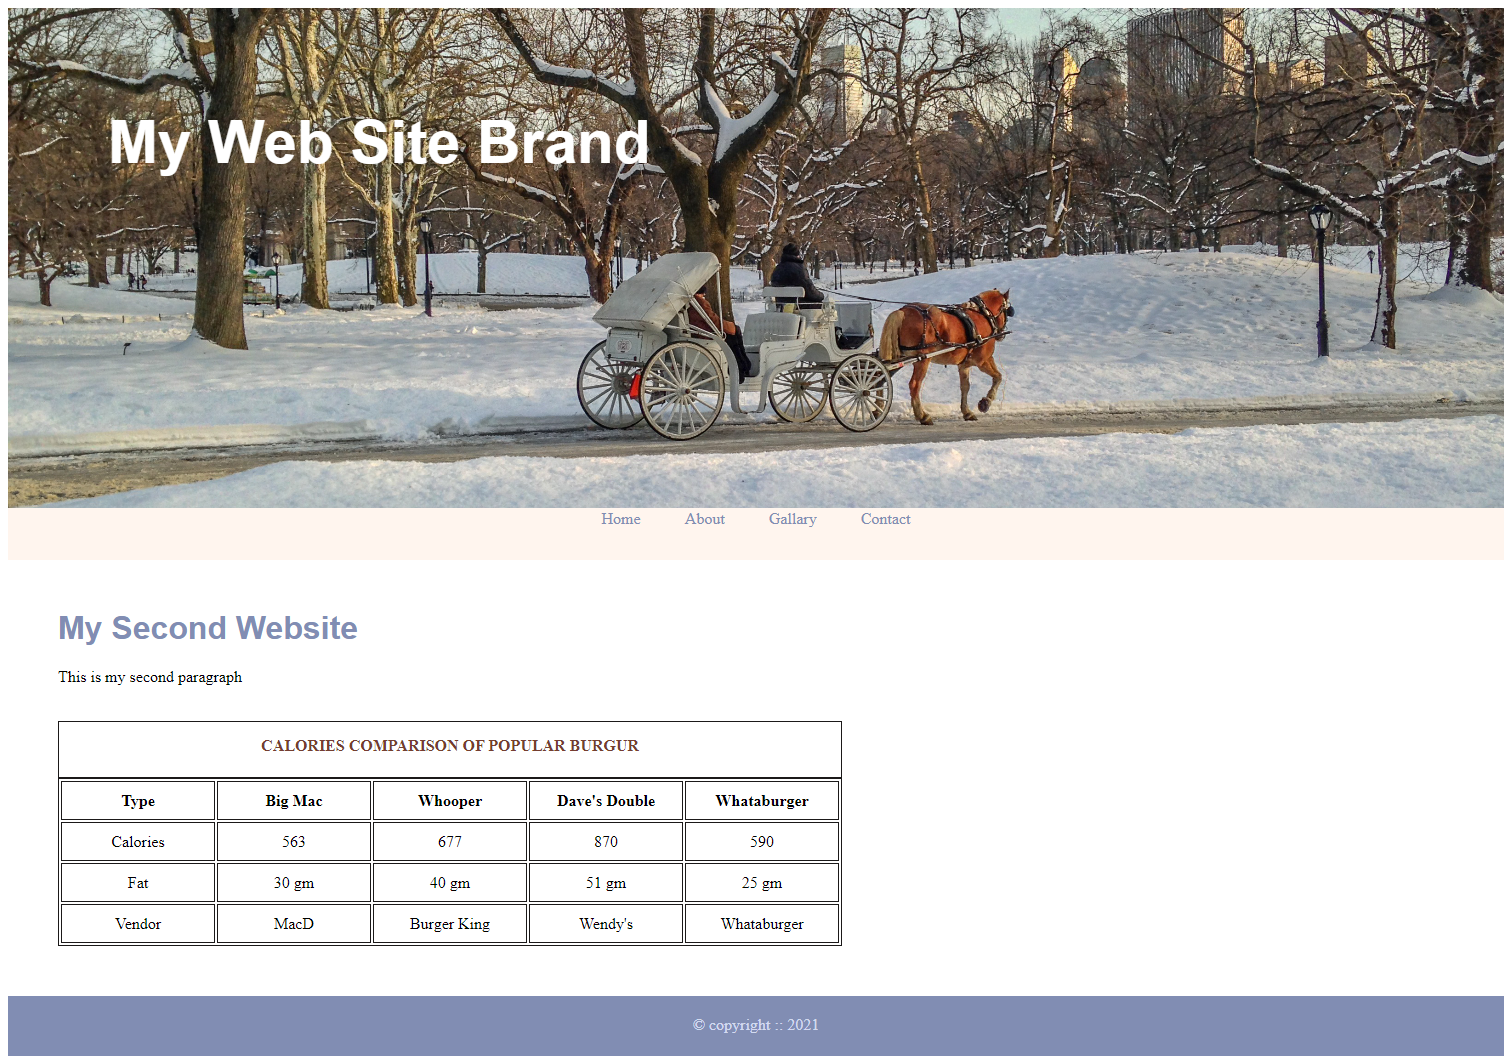 My Web Site Brand
Home About Gallary Contact
My Second Website
This is my second paragraph
CALORIES COMPARISON OF POPULAR BURGUR
Type Big Mac Whooper Dave's Double Whataburger
Calories 563 677 870 590
Fat 30 gm 40 gm 51 gm 25 gm
Vendor MacD Burger King Wendy's Whataburger
© copyright :: 2021